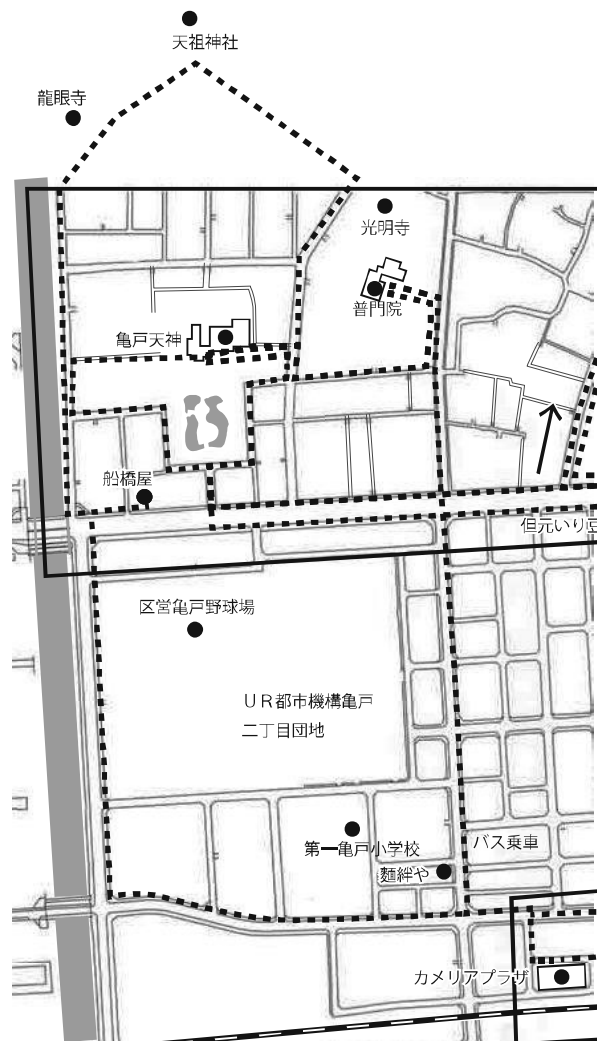 天祖神社
龍眼寺
光明寺
普門院
亀戸天神
船橋屋
但元いり豆
区営亀戸野球場
UR都市機構亀戸
二丁目団地
第一亀戸小学校
バス乗車
麺絆や
カメリアプラザ